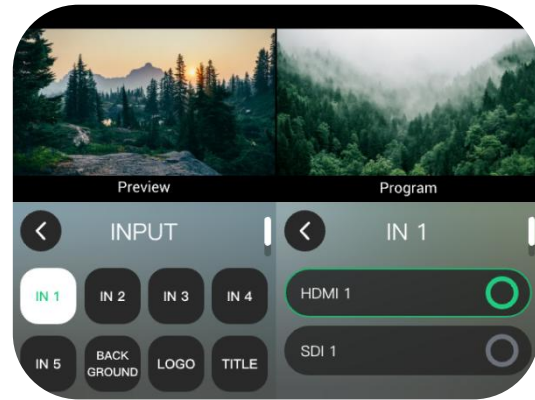 Preview
Program
INPUT
IN 1
IN 1
IN 2
IN 3
IN 4
HDMI 1
IN 5
BACK
GROUND
LOGO
TITLE
SDI 1